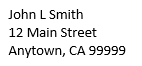 John L Smith
12 Main Street
Anytown, CA 99999